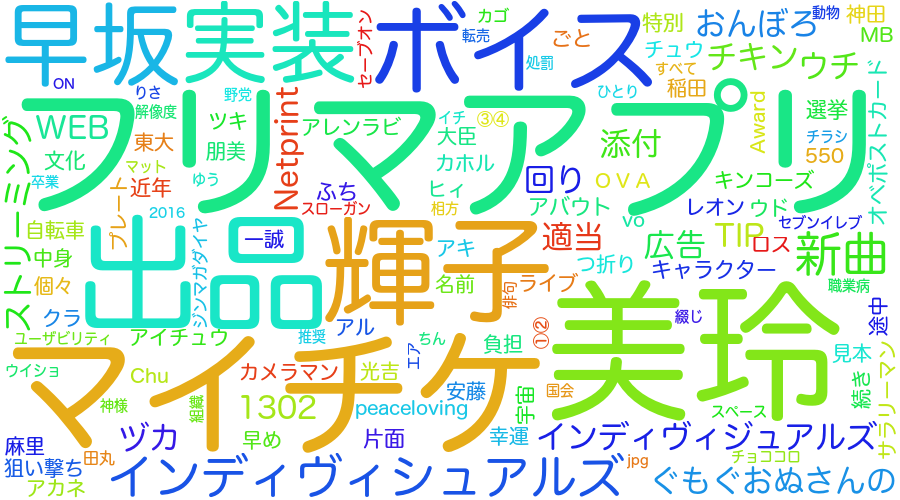 早坂
実装
セーブオン
ボイス
カゴ
転売
ごと
処罰
特別
おんぼろ
動物
神田
MB
チュウ
チキン
ウチ
すべて
稲田
ひとり
ON
りさ
解像度
野党
ツキ
Netprint
フリマアプリ
アレンラビ
イチ
③④
大臣
カホル
添付
Award
選挙
チラシ
550
オベポストカード
ストリーミング
WEB
文化
卒業
東大
マット
近年
朋美
ゆう
ふち
スローガン
ヒィ
相方
回り
OVA
キンコーズ
アバウト
vo
レオン
ウド
セブンイレブ
自転車
中身
個々
クラ
プレート
2016
ジンマガダイヤ
出品
一誠
輝子
アキ
名前
俳句
ライブ
適当
つ折り
広告
TIP
ロス
新曲
キャラクター
職業病
途中
ユーザビリティ
アイチュウ
推奨
アル
ちん
エア
負担
①②
綴じ
見本
ウイショ
マイチケ
Chu
神様
組織
カメラマン
光吉
1302
peaceloving
安藤
宇宙
国会
美玲
スペース
続き
サラリーマン
麻里
ヅカ
早め
片面
幸運
インディヴィジュアルズ
狙い撃ち
田丸
アカネ
インディヴィシュアルズ
jpg
チョココロ
ぐもぐおぬさんの